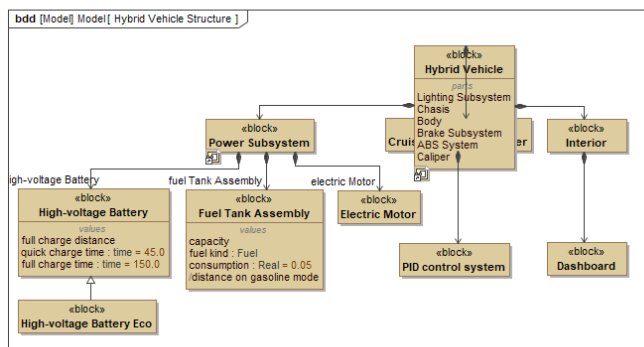 bdd [Model] Model[ Hybrid Vehicle Structure ]
«block»
Hybrid Vehicle
parts
Lighting Subsystem
Chasis
Body
Brake Subsystem
ABS System
Caliper
«block»
Power Subsystem
Cruis
er
«block»
Interior
igh-voltage Battery
fuel Tank Assembly
electric Motor
«block»
High-voltage Battery
values
full charge distance
quick charge time : time = 45.0
full charge time : time = 150.0
«block»
Fuel Tank Assembly
values
capacity
fuel kind : Fuel
consumption : Real = 0.05
/distance on gasoline mode
«block»
Electric Motor
«block»
PID control system
«block»
Dashboard
«block»
High-voltage Battery Eco